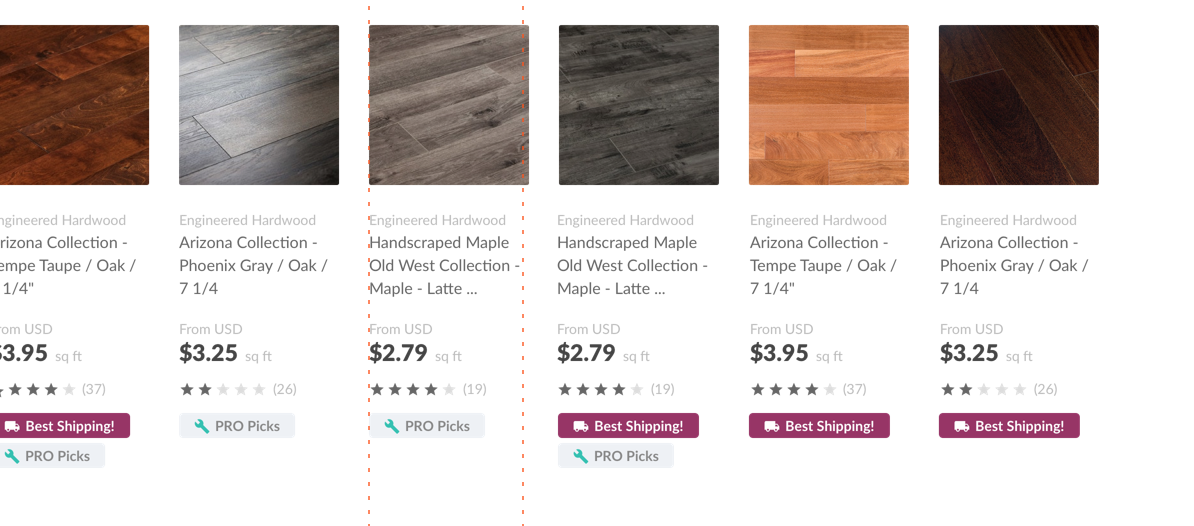 ngineered Hardwood
rizona Collection -
empe Taupe / Oak /
1/4"
rom USD
$3.95 sq ft
(37)
Best Shipping!
PRO Picks
Engineered Hardwood
Arizona Collection -
Phoenix Gray / Oak /
7 1/4
From USD
$3.25 sq ft
(26)
PRO Picks
Engineered Hardwood
Handscraped Maple
Old West Collection -
Maple - Latte ...
From USD
$2.79 sq ft
(19)
PRO Picks
Engineered Hardwood
Handscraped Maple
Old West Collection -
Maple - Latte ...
From USD
$2.79 sq ft
(19)
Best Shipping!
PRO Picks
Engineered Hardwood
Arizona Collection -
Tempe Taupe / Oak /
7 1/4"
From USD
$3.95 sq ft
(37)
Best Shipping!
Engineered Hardwood
Arizona Collection -
Phoenix Gray / Oak /
7 1/4
From USD
$3.25 sq ft
(26)
Best Shipping!